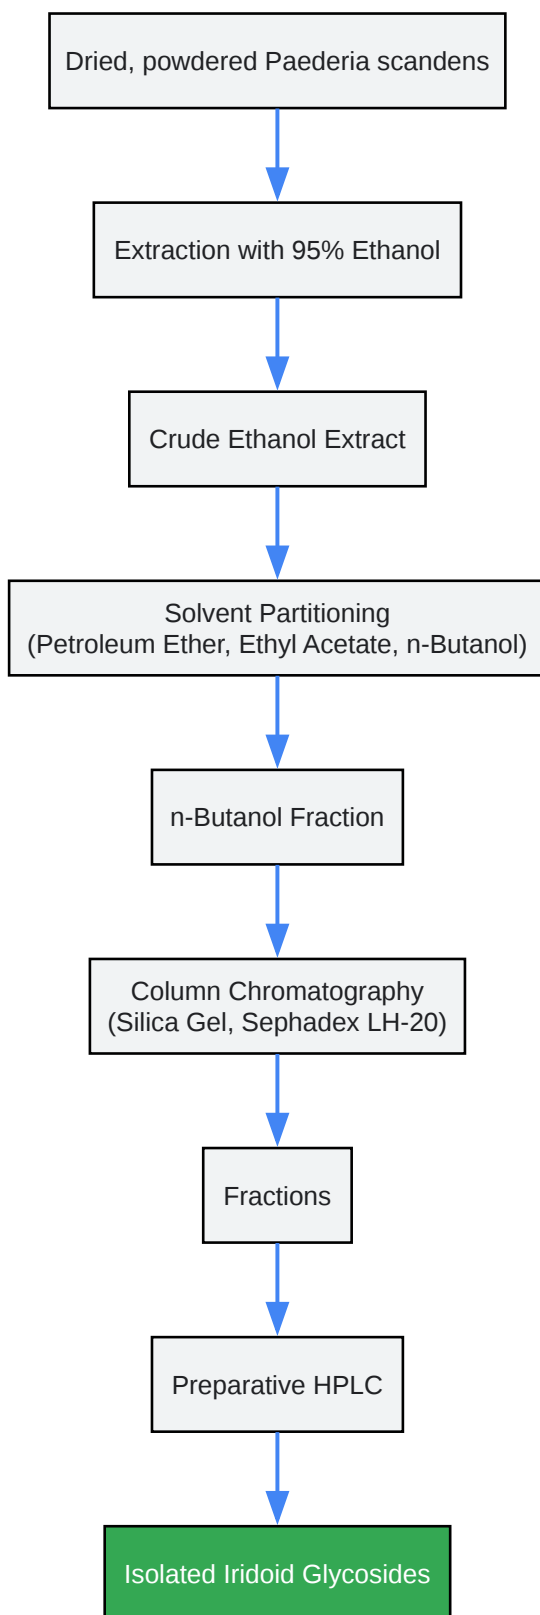 Dried, powdered Paederia scandens
Extraction with 95% Ethanol
Crude Ethanol Extract
Solvent Partitioning
(Petroleum Ether, Ethyl Acetate, n-Butanol)
n-Butanol Fraction
Column Chromatography
(Silica Gel, Sephadex LH-20)
Fractions
Preparative HPLC
Isolated Iridoid Glycosides